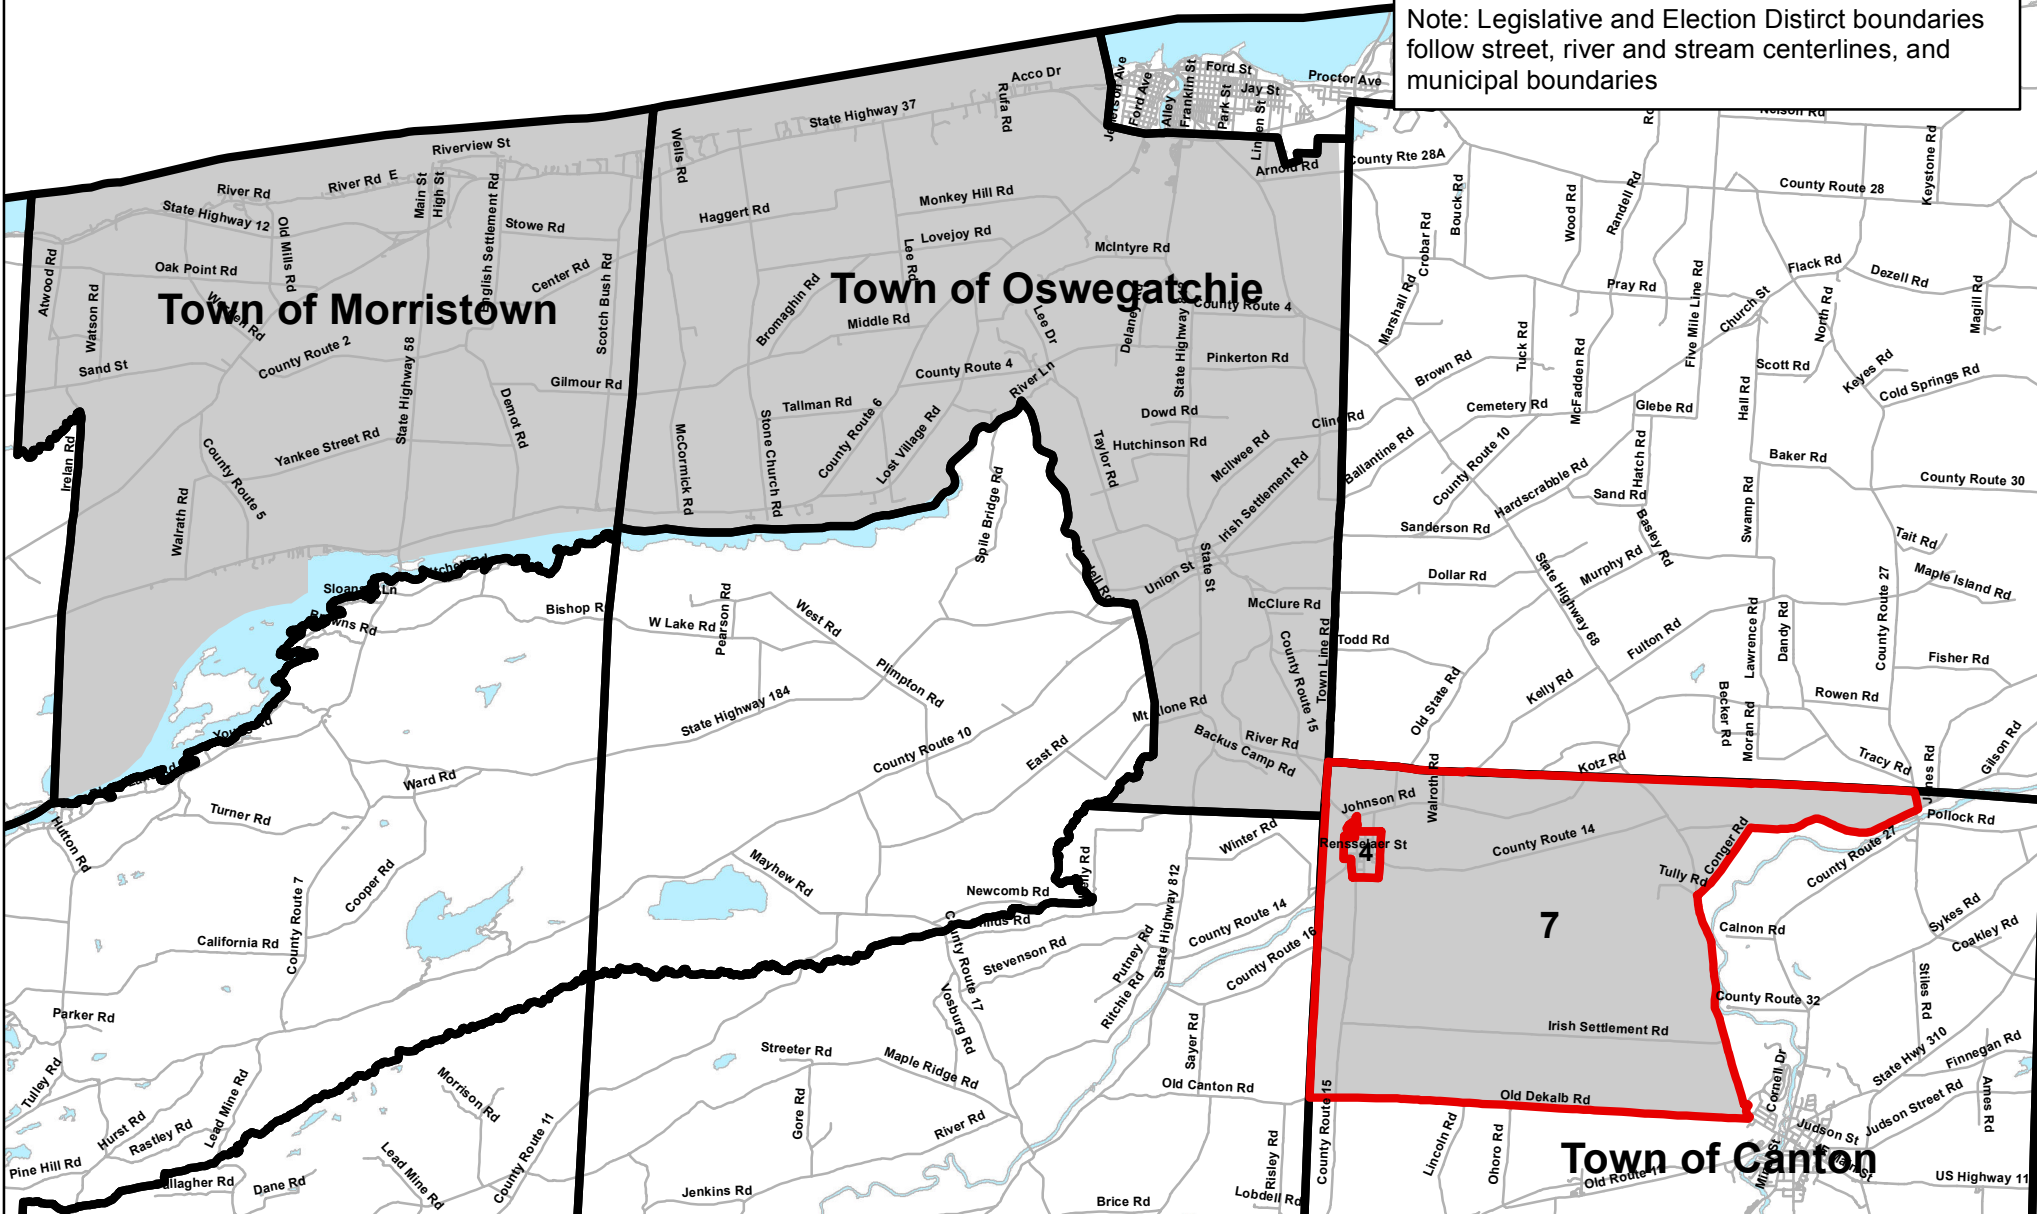 Note: Legislative and Election Distirct boundaries
follow street, river and stream centerlines, and
municipal boundaries
Acco Dr
Rufa Rd
State Highway 37
Ford Ave
Alley
Franklin St
Ford St
Jay St
Park St
Proctor Ave
Nelson Rd
Keystone Rd
Riverview St
Wells Rd
Arnold Rd
County Rte 28A
County Route 28
River Rd
River Rd E
Main St
High St
State Highway 12
Old Mills Rd
English Settlement Rd
Stowe Rd
Haggert Rd
Monkey Hill Rd
Lovejoy Rd
Lee Rd
McIntyre Rd
Crobar Rd
Bouck Rd
Wood Rd
Randell Rd
Atwood Rd
Oak Point Rd
Watson Rd
Center Rd
Scotch Bush Rd
Town of Morristown
Town of Oswegatchie
Bromaghin Rd
Middle Rd
Lee Dr
County Route 4
Marshall Rd
Pray Rd
Five Mile Line Rd
Flack Rd
Dezell Rd
Church St
North Rd
Magill Rd
Sand St
County Route 2
State Highway 58
Gilmour Rd
County Route 4
River Ln
Pinkerton Rd
Brown Rd
Tuck Rd
McFadden Rd
Scott Rd
Keyes Rd
Cold Springs Rd
Hall Rd
Demot Rd
Tallman Rd
County Route 6
Lost Village Rd
Dowd Rd
Cemetery Rd
Glebe Rd
Irelan Rd
County Route 5
Yankee Street Rd
Walrath Rd
McCormick Rd
Stone Church Rd
Taylor Rd
Hutchinson Rd
McIlwee Rd
Irish Settlement Rd
Ballantine Rd
County Route 10
Hardscrabble Rd
Hatch Rd
Sand Rd
Basley Rd
Swamp Rd
Baker Rd
County Route 30
Spile Bridge Rd
Sanderson Rd
State Highway 68
Murphy Rd
Tait Rd
Maple Island Rd
Union St
State St
Dollar Rd
Bishop R
Pearson Rd
W Lake Rd
West Rd
McClure Rd
Todd Rd
Fulton Rd
Lawrence Rd
Dandy Rd
County Route 27
Fisher Rd
Plimpton Rd
State Highway 184
County Route 15
Town Line Rd
Old State Rd
Kelly Rd
Becker Rd
Moran Rd
Rowen Rd
County Route 10
East Rd
Backus Camp Rd
River Rd
Walroth Rd
Kotz Rd
Tracy Rd
Gilson Rd
Ward Rd
Turner Rd
Hutton Rd
Johnson Rd
Rensselaer St
4
County Route 14
Conger Rd
Tully Rd
County Route 27
Pollock Rd
Cooper Rd
County Route 7
Mayhew Rd
Newcomb Rd
Winter Rd
State Highway 812
7
Calnon Rd
Sykes Rd
Coakley Rd
California Rd
County Route 17
Stevenson Rd
Putney Rd
Ritchie Rd
County Route 14
County Route 16
County Route 32
Stiles Rd
Parker Rd
Vosburg Rd
Irish Settlement Rd
State Hwy 310
Finnegan Rd
Tulley Rd
Lead Mine Rd
Morrison Rd
Streeter Rd
Maple Ridge Rd
Sayer Rd
Old Canton Rd
County Route 15
Old Dekalb Rd
Cornell Dr
Judson Street Rd
Ames Rd
Hurst Rd
Rastley Rd
Pine Hill Rd
Dane Rd
Lead Mine Rd
County Route 11
Gore Rd
River Rd
Jenkins Rd
Brice Rd
Risley Rd
Lobdell Rd
Lincoln Rd
Ohoro Rd
Town of Canton
Judson St
US Highway 11